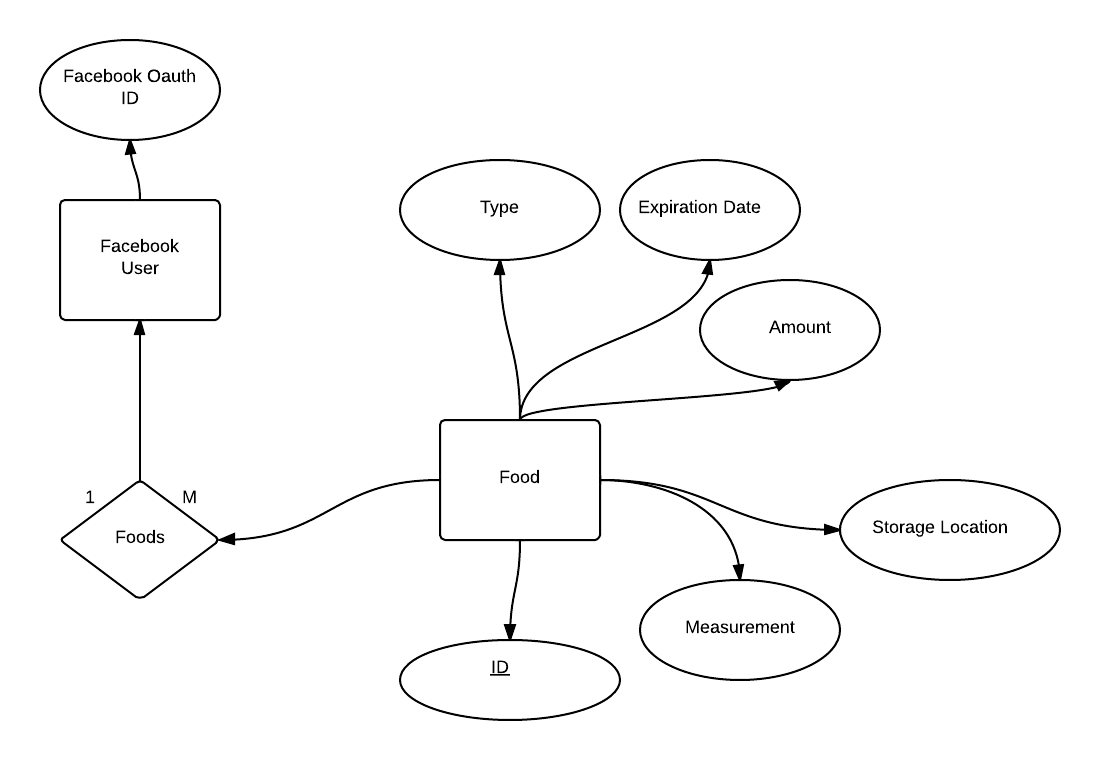 Facebook Oauth
ID
Facebook
User
Type
Expiration Date
Amount
Food
1
M
Foods
Storage Location
Measurement
ID